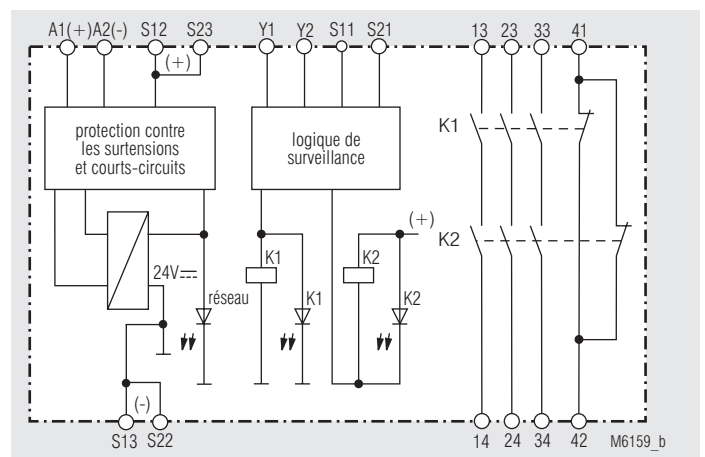 A1(+) A2(-) S12 S23 Y1 Y2 S11 S21 13 23 33 41
(+)
protection contre
les surtensions
et courts-circuits
logique de
surveillance
K1
(+)
K2
24V
K1
K2
réseau
K1
K2
(-)
S13 S22 14 24 34 42 M6159_b